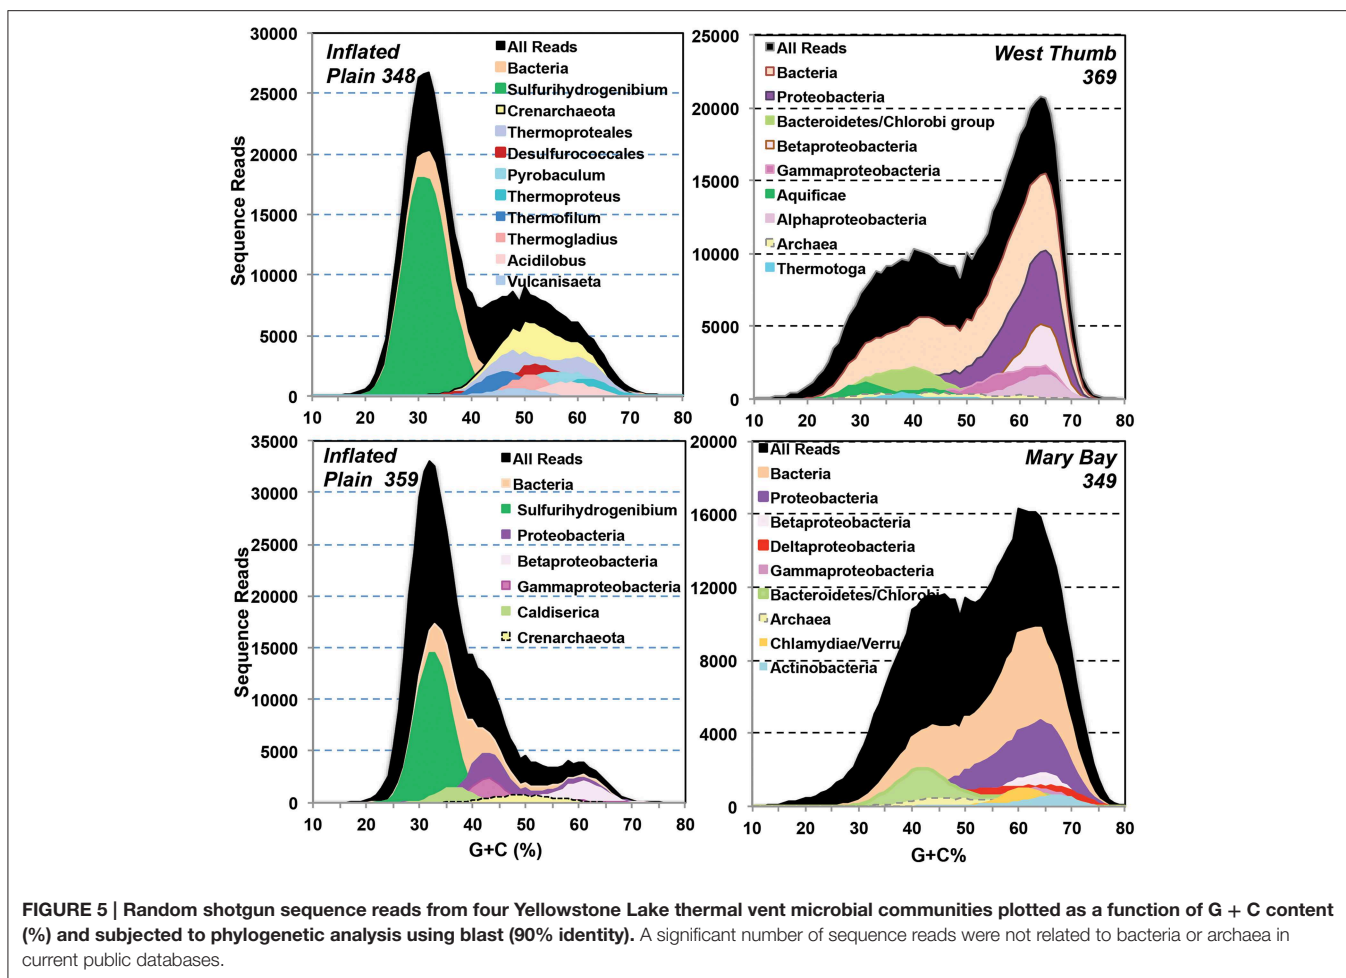 30000
25000
20000
15000
10000
5000
0
Sequence Reads
Inflated
Plain 348
All Reads
Bacteria
Sulfurihydrogenibium
Crenarchaeota
Thermoproteales
Desulfurococcales
Pyrobaculum
Thermoproteus
Thermofilum
Thermogladius
Acidilobus
Vulcanisaeta
10 20 30 40 50 60 70 80
25000
20000
15000
10000
5000
0
West Thumb
369
All Reads
Bacteria
Proteobacteria
Bacteroidetes/Chlorobi group
Betaproteobacteria
Gammaproteobacteria
Aquificae
Alphaproteobacteria
Archaea
Thermotoga
10 20 30 40 50 60 70 80
35000
30000
25000
20000
15000
10000
5000
0
Sequence Reads
Inflated
Plain 359
All Reads
Bacteria
Sulfurihydrogenibium
Proteobacteria
Betaproteobacteria
Gammaproteobacteria
Caldiserica
Crenarchaeota
10 20 30 40 50 60 70 80
G+C (%)
20000
16000
12000
8000
4000
0
Mary Bay
349
All Reads
Bacteria
Proteobacteria
Betaproteobacteria
Deltaproteobacteria
Gammaproteobacteria
Bacteroidetes/Chlorobi
Archaea
Chlamydiae/Verru
Actinobacteria
10 20 30 40 50 60 70 80
G+C%
FIGURE 5 | Random shotgun sequence reads from four Yellowstone Lake thermal vent microbial communities plotted as a function of G + C content
(%) and subjected to phylogenetic analysis using blast (90% identity). A significant number of sequence reads were not related to bacteria or archaea in
current public databases.